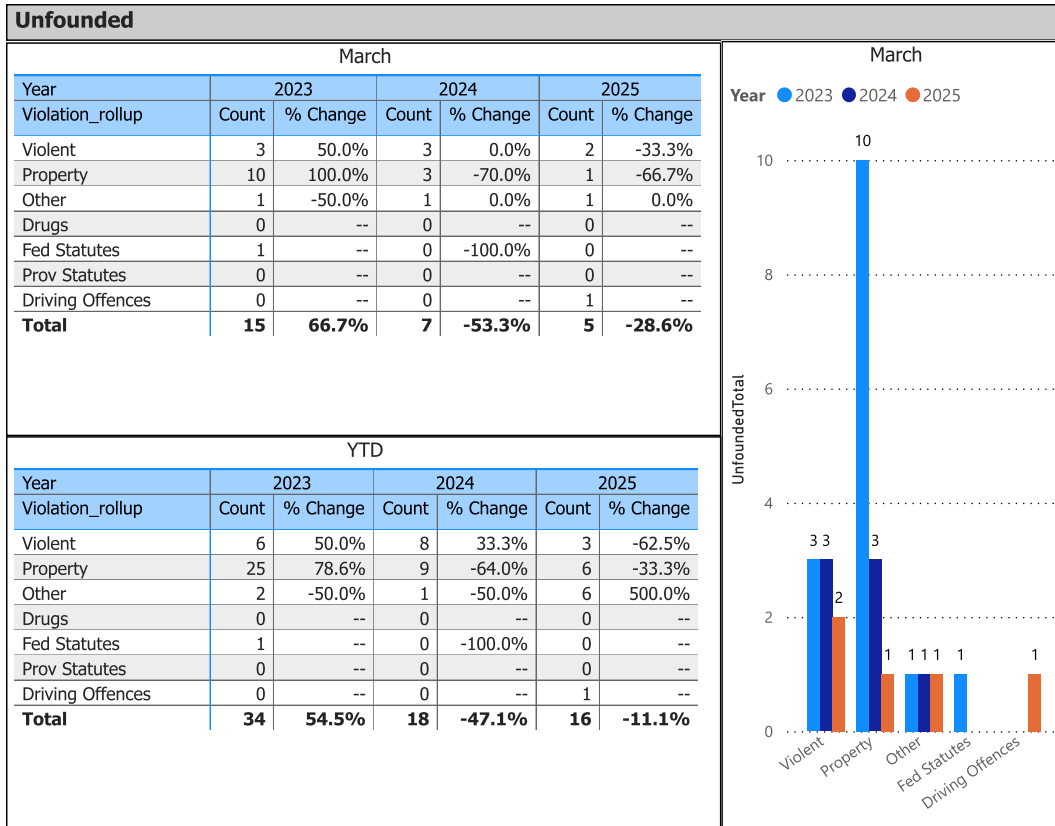 Unfounded
March
Year 2023 2024 2025
Violation_rollup Count % Change Count % Change Count % Change
Violent 3 50.0% 3 0.0% 2 -33.3%
Property 10 100.0% 3 -70.0% 1 -66.7%
Other 1 -50.0% 1 0.0% 1 0.0%
Drugs 0 -- 0 -- 0 --
Fed Statutes 1 -- 0 -100.0% 0 --
Prov Statutes 0 -- 0 -- 0 --
Driving Offences 0 -- 0 -- 1 --
Total 15 66.7% 7 -53.3% 5 -28.6%
YTD
Year 2023 2024 2025
Violation_rollup Count % Change Count % Change Count % Change
Violent 6 50.0% 8 33.3% 3 -62.5%
Property 25 78.6% 9 -64.0% 6 -33.3%
Other 2 -50.0% 1 -50.0% 6 500.0%
Drugs 0 -- 0 -- 0 --
Fed Statutes 1 -- 0 -100.0% 0 --
Prov Statutes 0 -- 0 -- 0 --
Driving Offences 0 -- 0 -- 1 --
Total 34 54.5% 18 -47.1% 16 -11.1%
March
Year 2023 2024 2025
UnfoundedTotal
10
8
6
4
2
0
3 3 2
10 3 1
1 1 1
1
1
Violent
Property
Other
Fed Statutes
Driving Offences